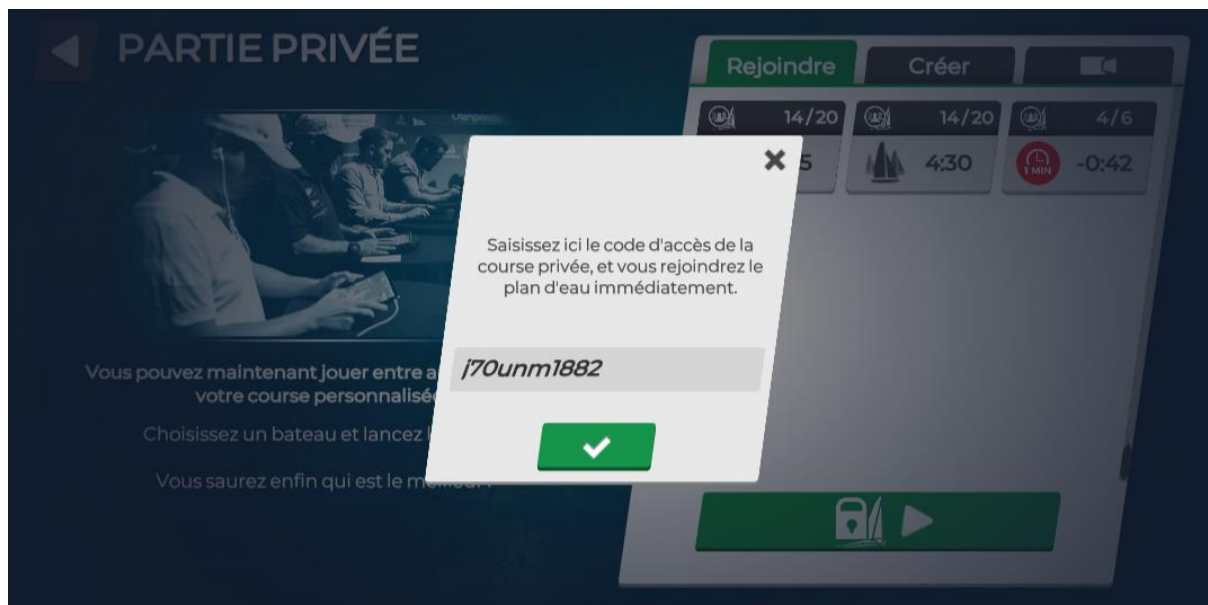 PARTIE PRIVÉE
Rejoindre
Créer
14/20
14/20
4/6
5
4:30
1 MIN
-0:42
Saisissez ici le code d'accès de la
course privée, et vous rejoindrez le
plan d'eau immédiatement.
j70unm1882
Vous pouvez maintenant jouer entre a
votre course personnalisé
Choisissez un bateau et lancez l
Vous saurez enfin qui est le